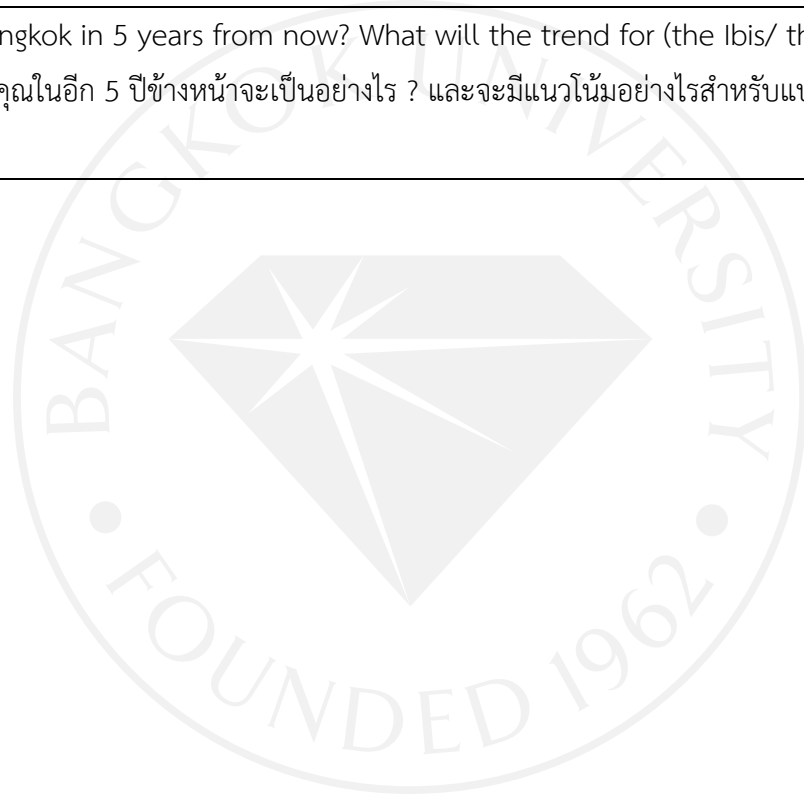 ngkok in 5 years from now? What will the trend for (the Ibis/ th
คุณในอีก 5 ปีข้างหน้าจะเป็นอย่างไร ? และจะมีแนวโน้มอย่างไรสำหรับแ
BANGKOK UNIVERSITY
FOUNDED 1962